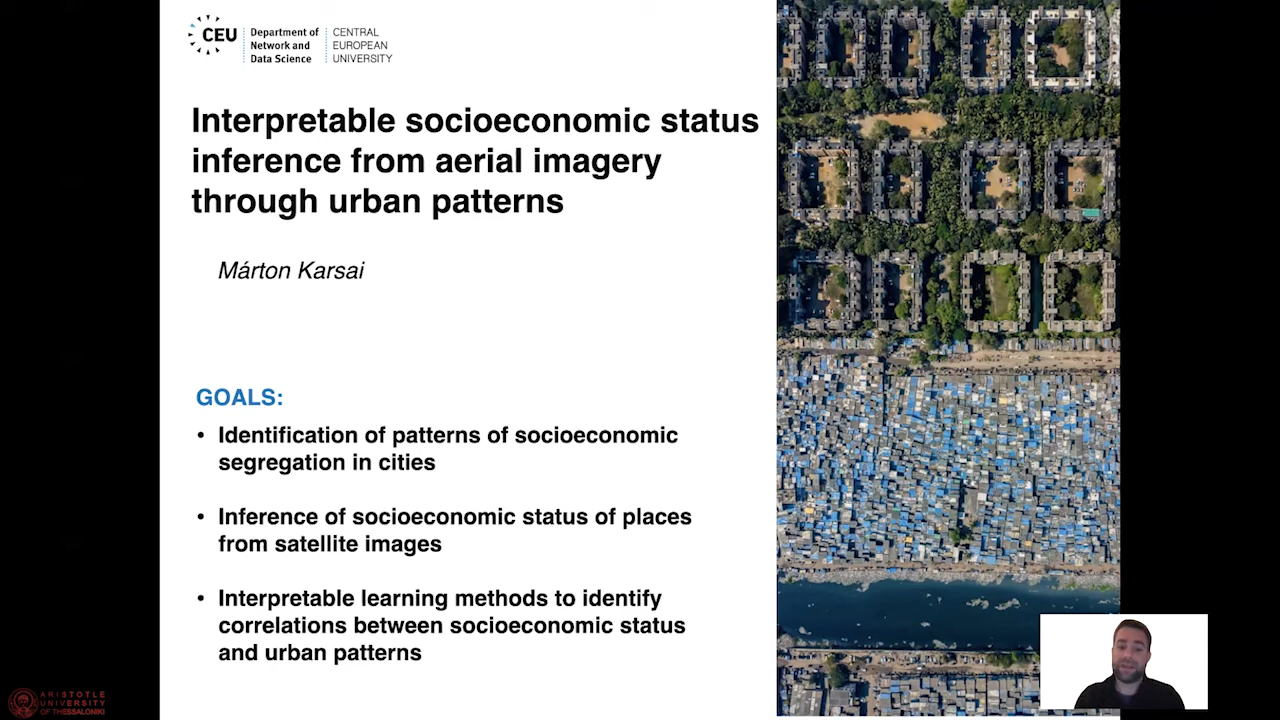 CEU
Department of
Network and
Data Science
CENTRAL
EUROPEAN
UNIVERSITY
Interpretable socioeconomic status
inference from aerial imagery
through urban patterns
Márton Karsai
GOALS:
• Identification of patterns of socioeconomic
segregation in cities
• Inference of socioeconomic status of places
from satellite images
• Interpretable learning methods to identify
correlations between socioeconomic status
and urban patterns
ARISTOTLE
UNIVERSITY
OF THESSALONIKI